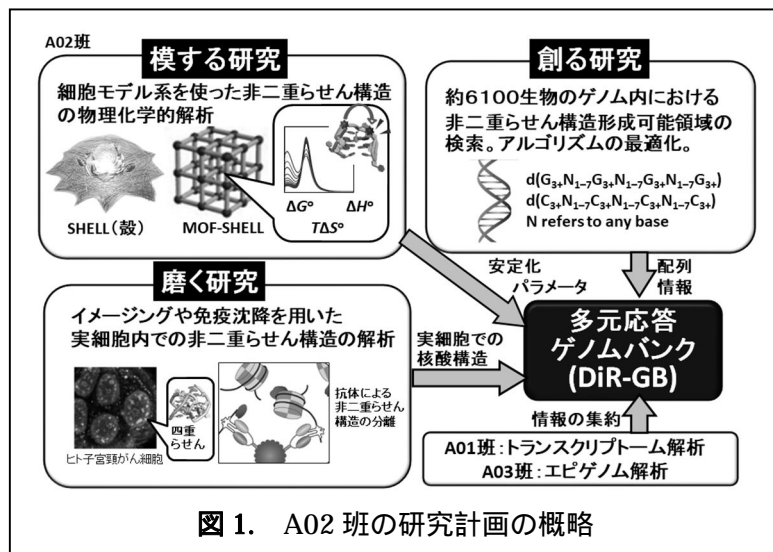 A02班
模する研究
細胞モデル系を使った非二重らせん構造
の物理化学的解析
SHELL（殻）
MOF-SHELL
ΔG°
ΔH°
TΔS°
創る研究
約6100生物のゲノム内における
非二重らせん構造形成可能領域の
検索。アルゴリズムの最適化。
d(G3+N1–7G3+N1–7G3+N1–7G3+)
d(C3+N1–7C3+N1–7C3+N1–7C3+)
N refers to any base
安定化
パラメータ
配列
情報
磨く研究
イメージングや免疫沈降を用いた
実細胞内での非二重らせん構造の解析
四重
らせん
ヒト子宮頸がん細胞
抗体による
非二重らせん
構造の分離
実細胞での
核酸構造
多元応答
ゲノムバンク
(DiR-GB)
情報の集約
A01班：トランスクリプトーム解析
A03班：エピゲノム解析
図 1. A02 班の研究計画の概略